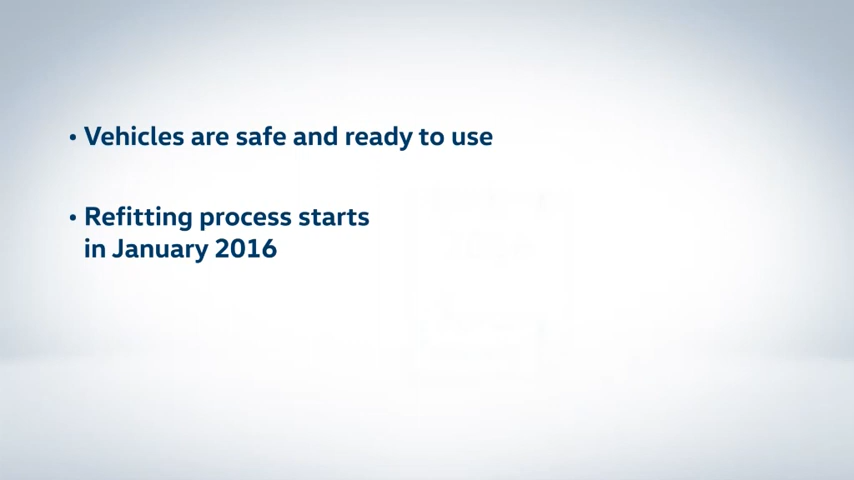 • Vehicles are safe and ready to use
• Refitting process starts
in January 2016